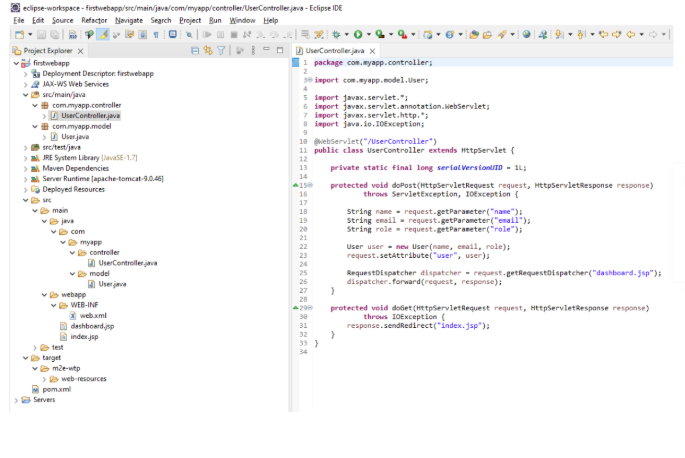 eclipse-workspace - firstwebapp/src/main/java/com/myapp/controller/UserController.java - Eclipse IDE
File Edit Source Refactor Navigate Search Project Run Window Help
Project Explorer
firstwebapp
Deployment Descriptor: firstwebapp
JAX-WS Web Services
src/main/java
com.myapp.controller
UserController.java
com.myapp.model
User.java
src/test/java
JRE System Library [JavaSE-1.7]
Maven Dependencies
Server Runtime [apache-tomcat-9.0.46]
Deployed Resources
src
main
java
com
myapp
controller
UserController.java
model
User.java
webapp
WEB-INF
web.xml
dashboard.jsp
index.jsp
test
target
m2e-wtp
web-resources
pom.xml
Servers
UserController.java
1 package com.myapp.controller;
2
3 import com.myapp.model.User;
4
5 import javax.servlet.*;
6 import javax.servlet.annotation.WebServlet;
7 import javax.servlet.http.*;
8 import java.io.IOException;
9
10 @WebServlet("/UserController")
11 public class UserController extends HttpServlet {
12
13 private static final long serialVersionUID = 1L;
14
15 protected void doPost(HttpServletRequest request, HttpServletResponse response)
16 throws ServletException, IOException {
17
18 String name = request.getParameter("name");
19 String email = request.getParameter("email");
20 String role = request.getParameter("role");
21
22 User user = new User(name, email, role);
23 request.setAttribute("user", user);
24
25 RequestDispatcher dispatcher = request.getRequestDispatcher("dashboard.jsp");
26 dispatcher.forward(request, response);
27 }
28
29 protected void doGet(HttpServletRequest request, HttpServletResponse response)
30 throws IOException {
31 response.sendRedirect("index.jsp");
32 }
33 }
34